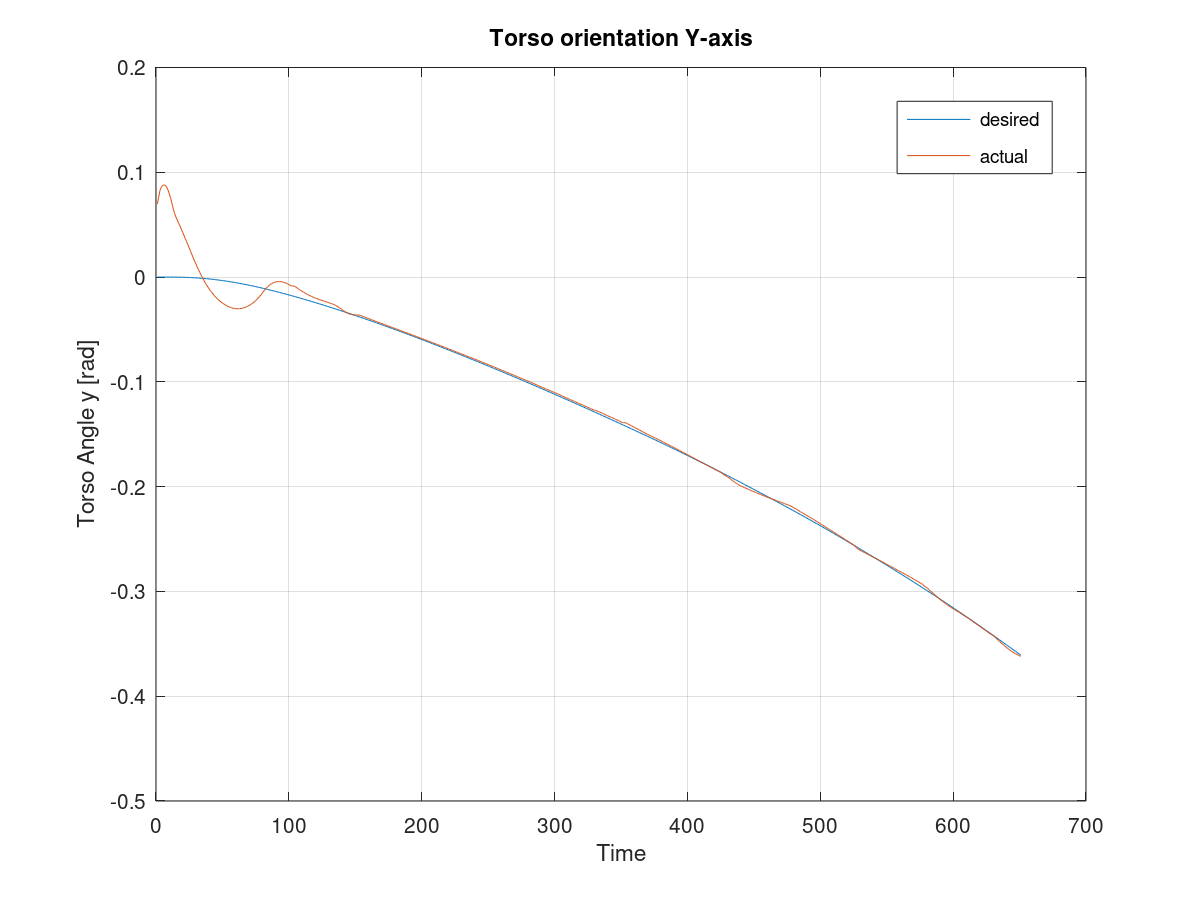 Torso orientation Y-axis
desired
actual
0.2
0.1
0
-0.1
-0.2
-0.3
-0.4
-0.5
Torso Angle y [rad]
0 100 200 300 400 500 600 700
Time